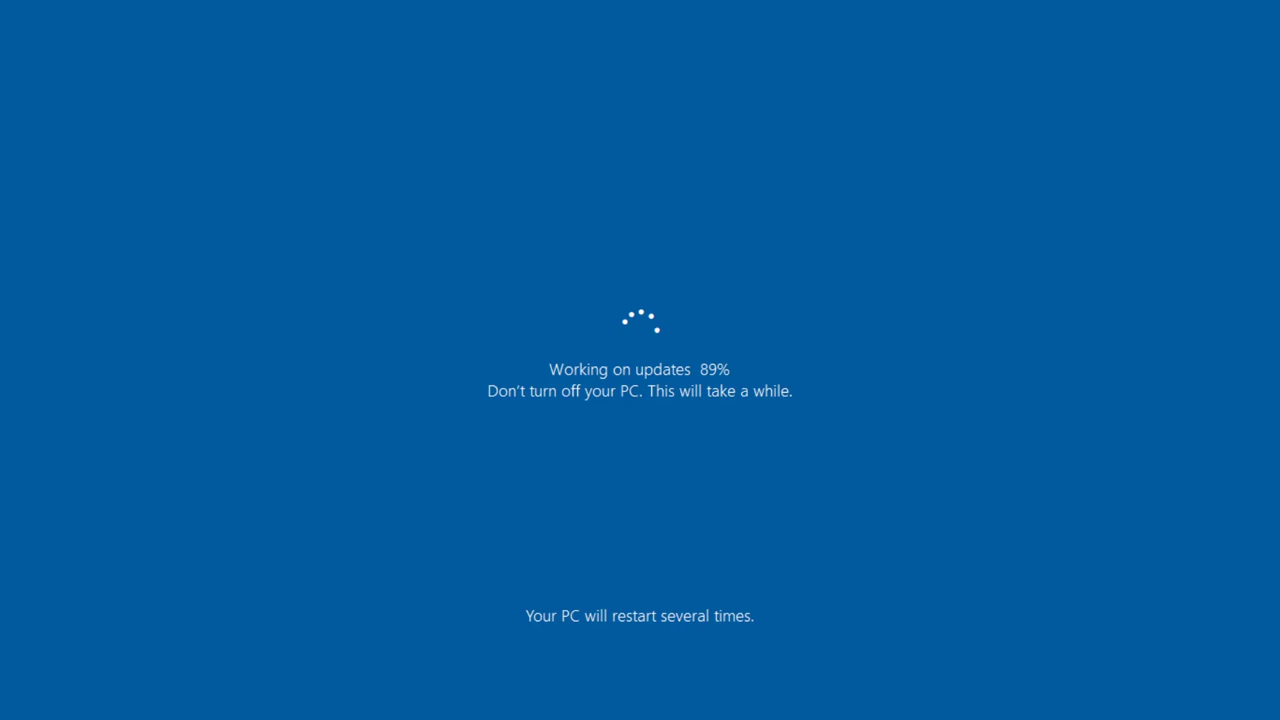 Working on updates  89%
Don't turn off your PC. This will take a while.
Your PC will restart several times.